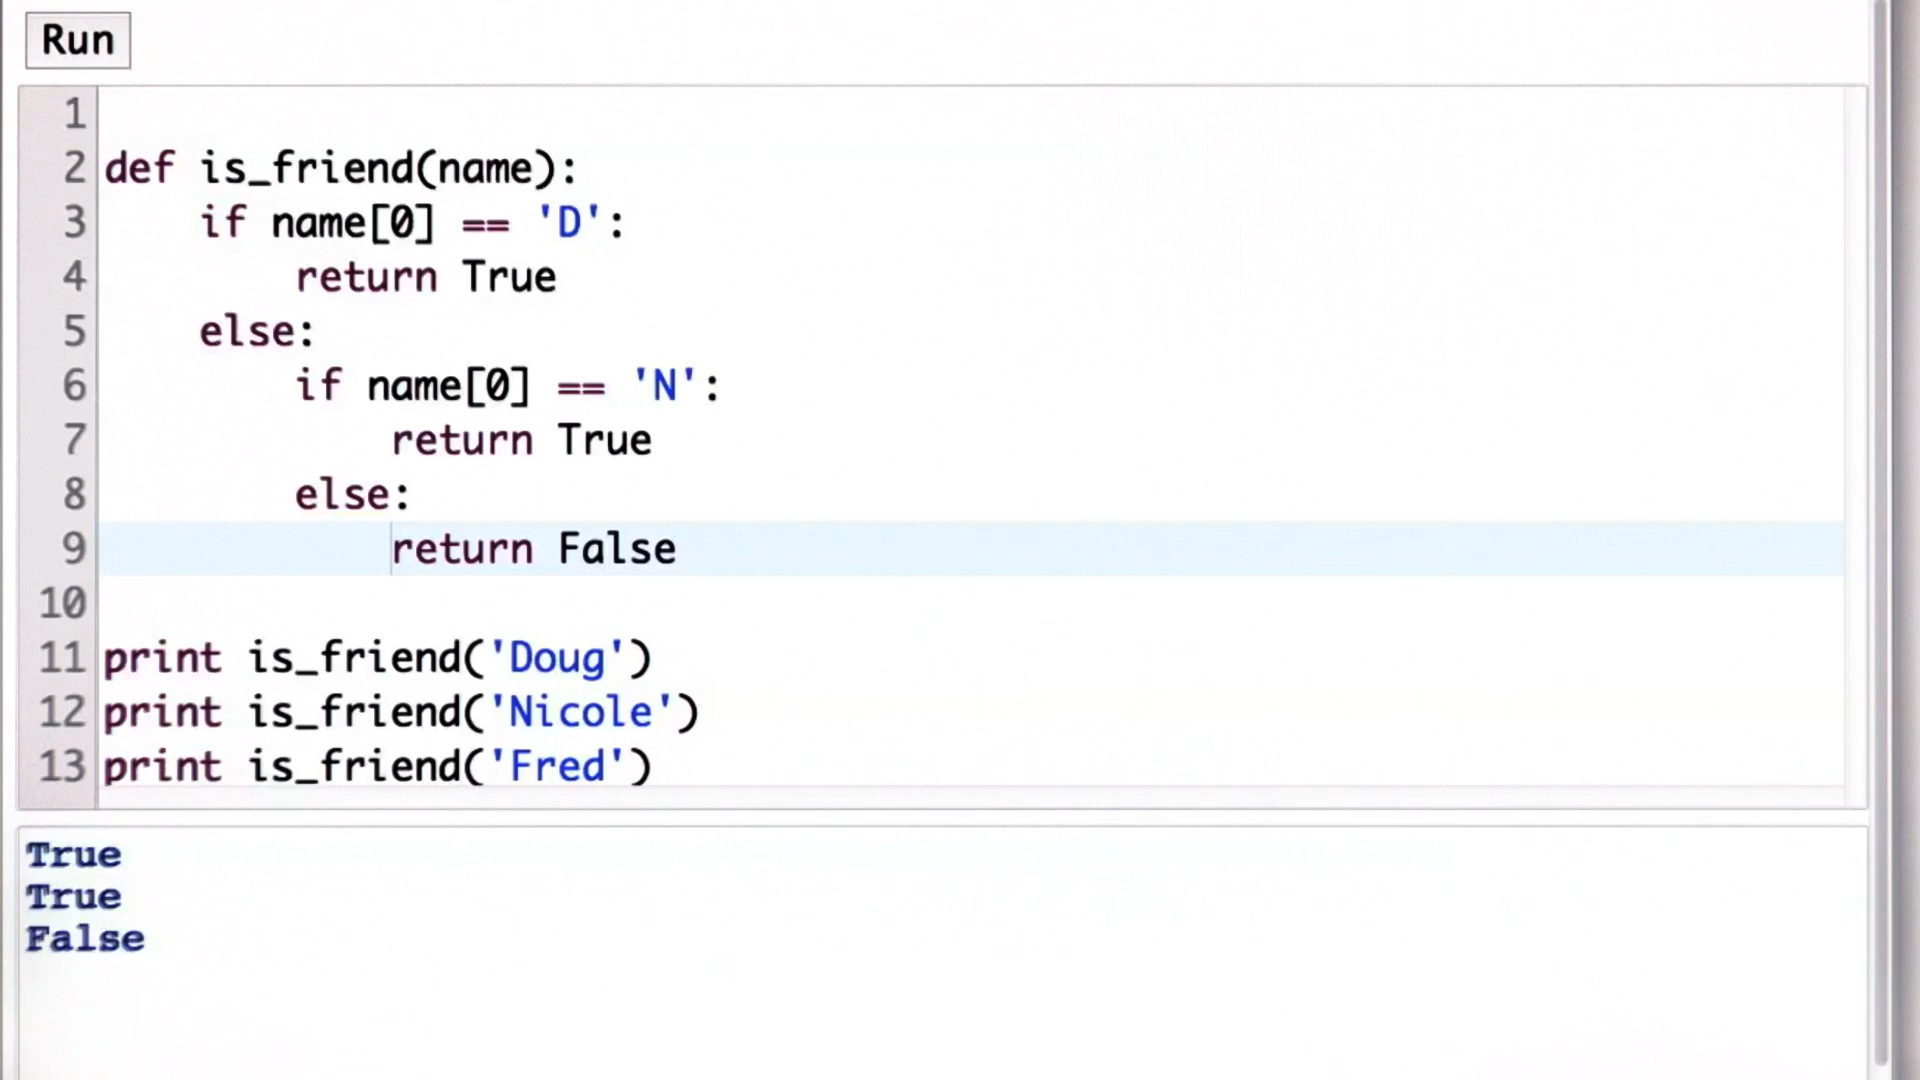 Run
1
2 def is_friend(name):
3     if name[0] == 'D':
4         return True
5     else:
6         if name[0] == 'N':
7             return True
8         else:
9             return False
10
11 print is_friend('Doug')
12 print is_friend('Nicole')
13 print is_friend('Fred')
True
True
False